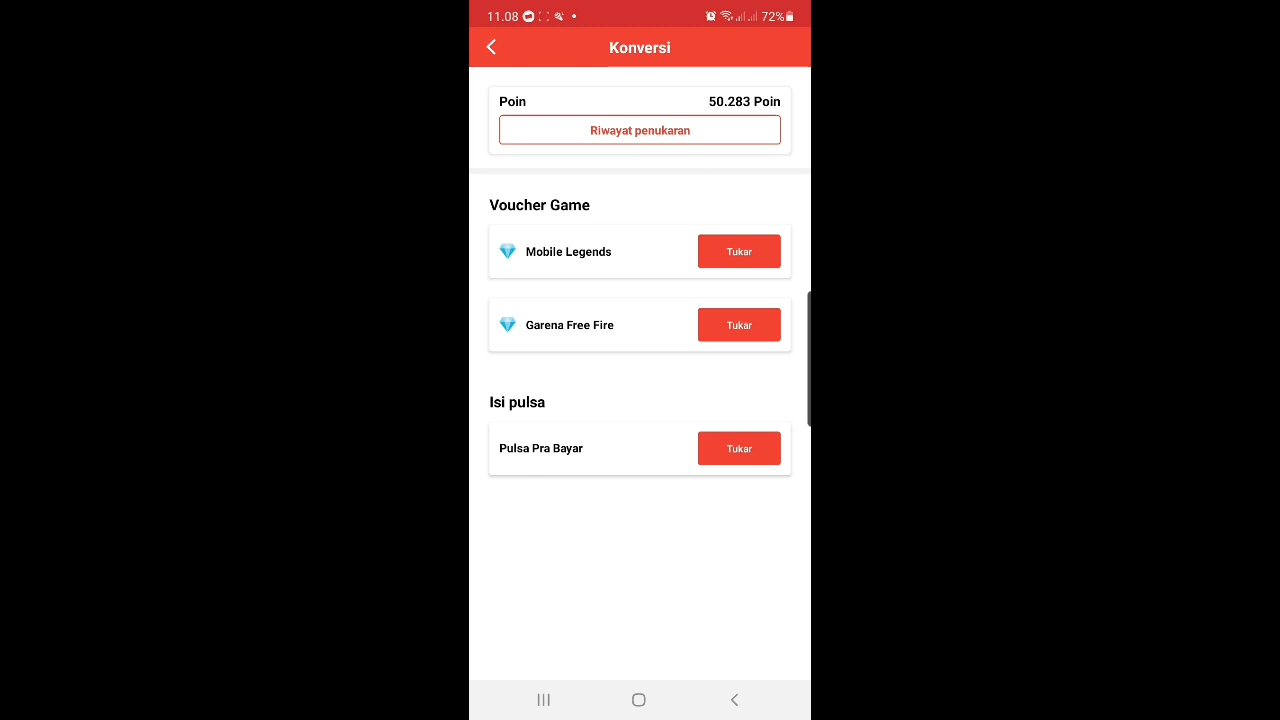 11.08 72%
Konversi
Poin 50.283 Poin
Riwayat penukaran
Voucher Game
Mobile Legends Tukar
Garena Free Fire Tukar
Isi pulsa
Pulsa Pra Bayar Tukar